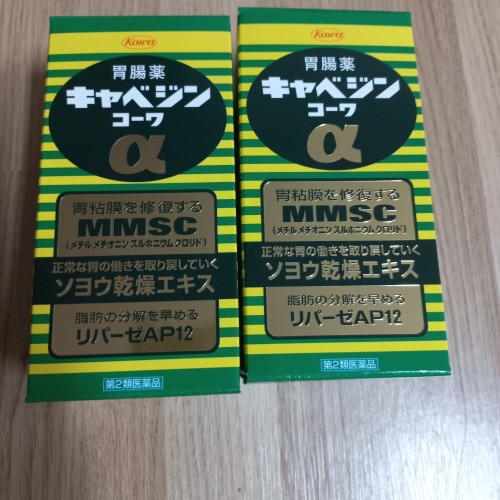 Kowa
胃腸薬
キャベジン
コーワ
α
胃粘膜を修復する
MMSC
(メチルメチオニンスルホニウムクロリド)
正常な胃の働きを取り戻していく
ソヨウ乾燥エキス
脂肪の分解を早める
リパーゼAP12
第2類医薬品
Kowa
胃腸薬
キャベジン
コーワ
α
胃粘膜を修復する
MMSC
(メチルメチオニンスルホニウムクロリド)
正常な胃の働きを取り戻していく
ソヨウ乾燥エキス
脂肪の分解を早める
リパーゼAP12
第2類医薬品